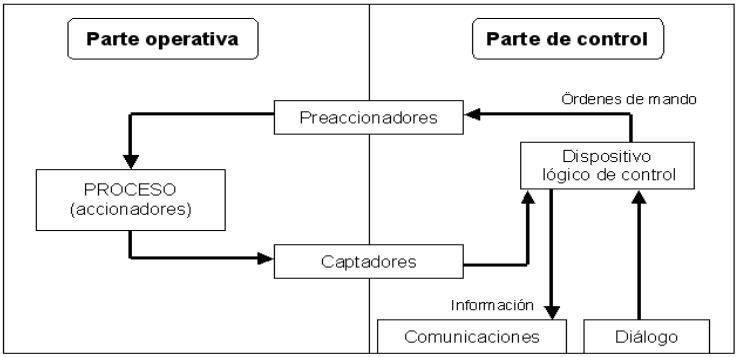 Parte operativa
Parte de control
Órdenes de mando
Preaccionadores
Dispositivo
lógico de control
PROCESO
(accionadores)
Captadores
Información
Comunicaciones
Diálogo